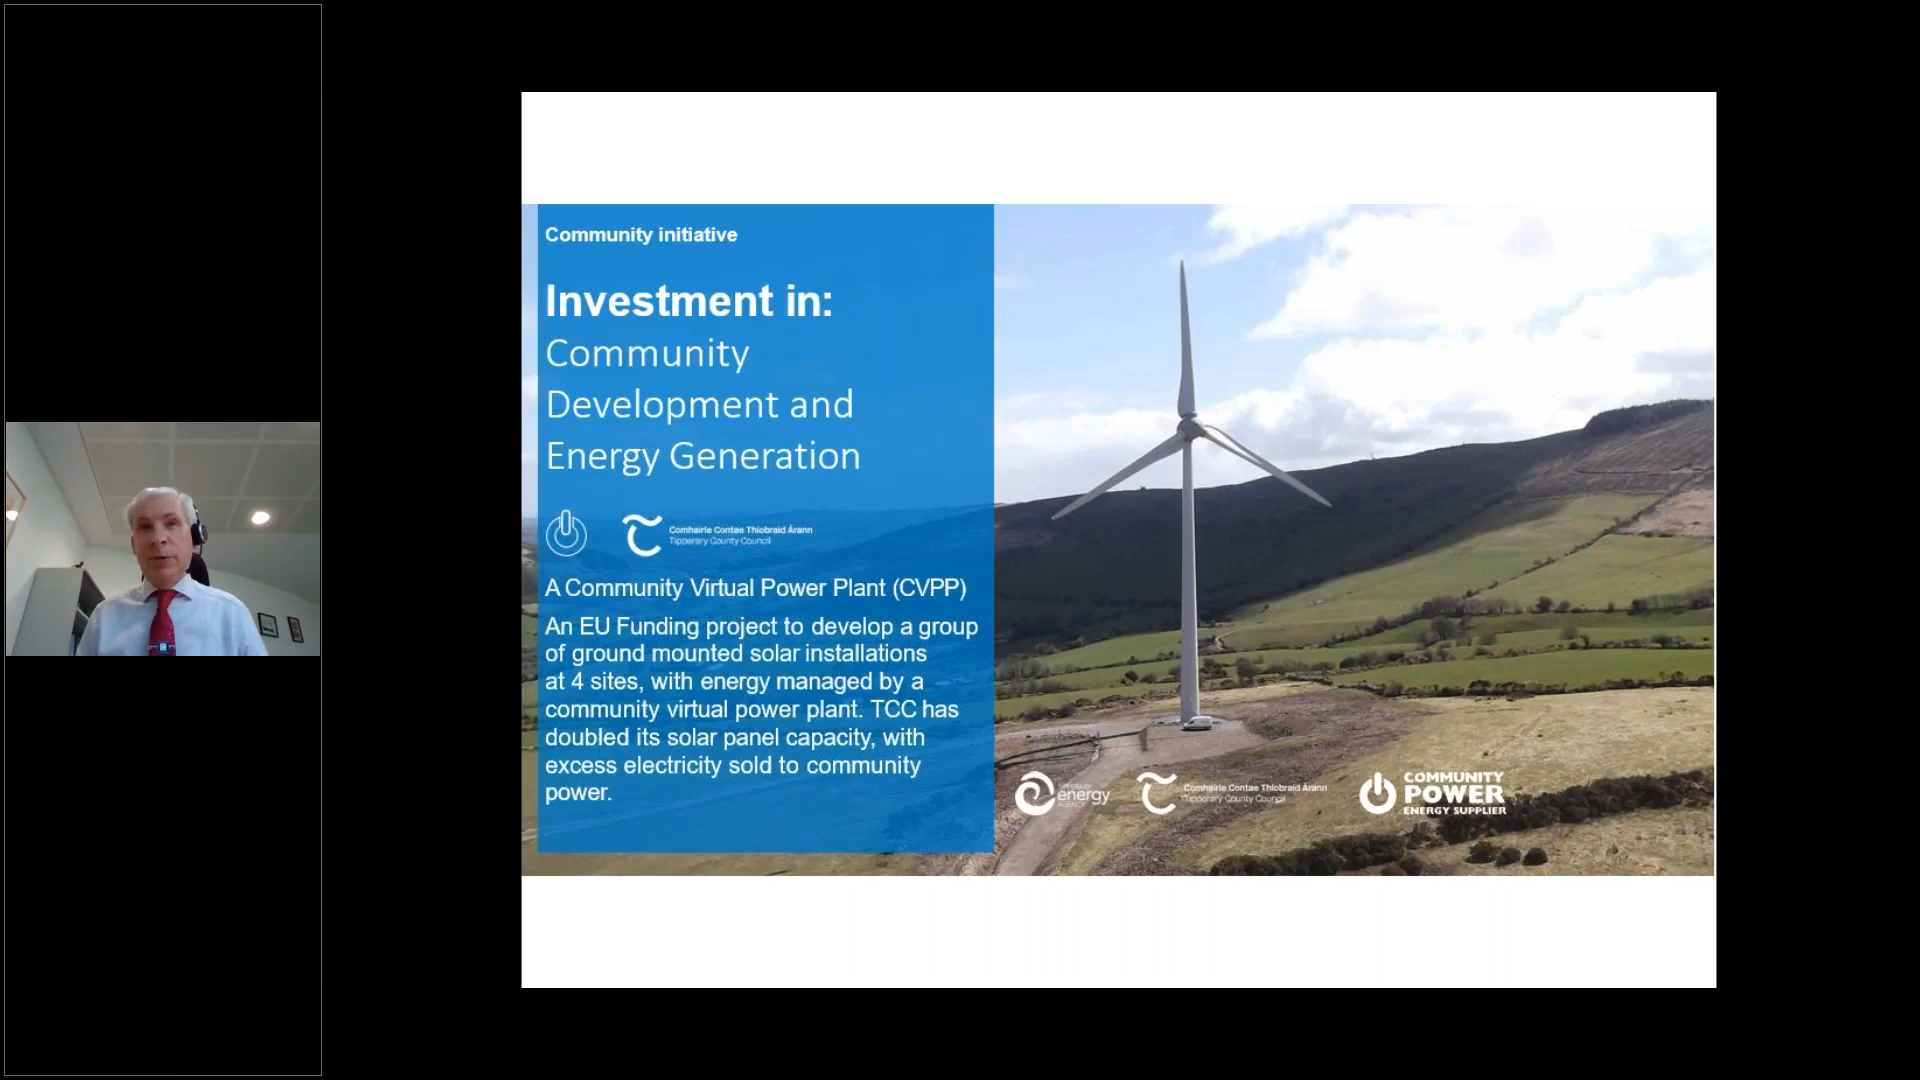 Community initiative
Investment in:
Community
Development and
Energy Generation
Comhairle Contae Thiobraid Árann
Tipperary County Council
A Community Virtual Power Plant (CVPP)
An EU Funding project to develop a group
of ground mounted solar installations
at 4 sites, with energy managed by a
community virtual power plant. TCC has
doubled its solar panel capacity, with
excess electricity sold to community
power.
TIPPERARY
energy
AGENCY
Comhairle Contae Thiobraid Árann
Tipperary County Council
COMMUNITY
POWER
ENERGY SUPPLIER